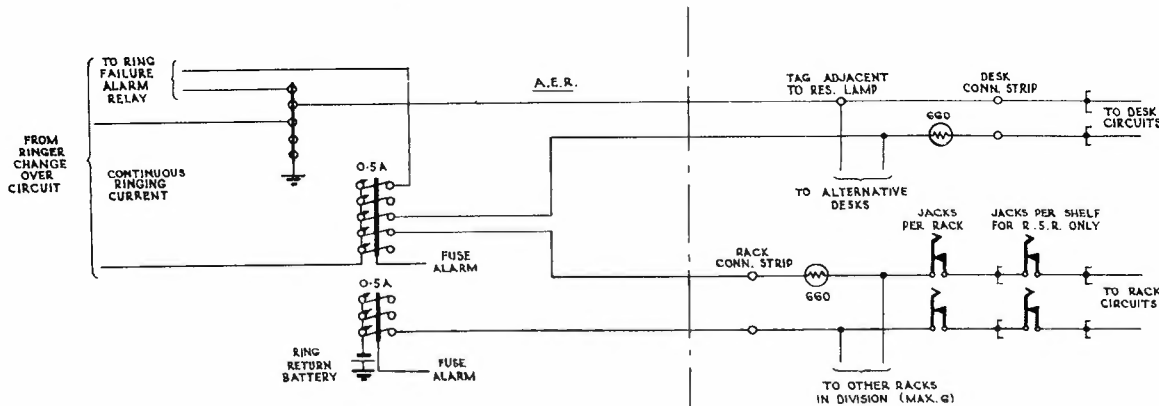 TO RING
FAILURE
ALARM
RELAY
A.E.R.
TAG ADJACENT
TO RES. LAMP
DESK
CONN. STRIP
660
TO DESK
CIRCUITS
FROM
RINGER
CHANGE
OVER
CIRCUIT
CONTINUOUS
RINGING
CURRENT
0·5A
TO ALTERNATIVE
DESKS
JACKS
PER RACK
JACKS PER SHELF
FOR R.S.R. ONLY
FUSE
ALARM
RACK
CONN. STRIP
660
TO RACK
CIRCUITS
0·5A
RING
RETURN
BATTERY
FUSE
ALARM
TO OTHER RACKS
IN DIVISION (MAX. 6)